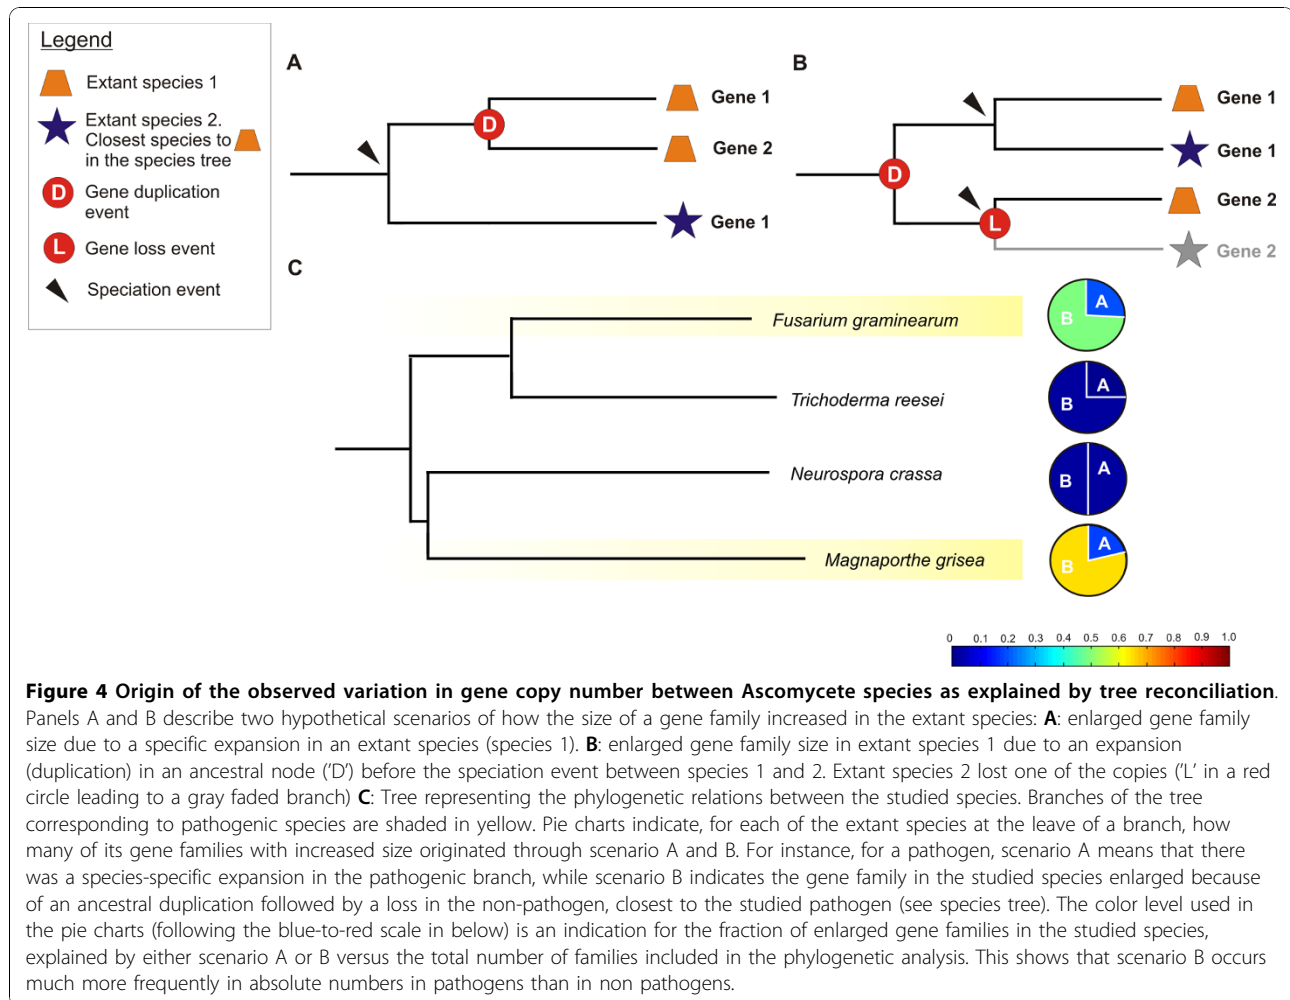 Legend
Extant species 1
Extant species 2.
Closest species to
in the species tree
D
Gene duplication
event
L
Gene loss event
Speciation event
A
D
Gene 1
Gene 2
Gene 1
B
D
L
Gene 1
Gene 1
Gene 2
Gene 2
C
Fusarium graminearum
A
B
Trichoderma reesei
A
B
Neurospora crassa
A
B
Magnaporthe grisea
A
B
0 0.1 0.2 0.3 0.4 0.5 0.6 0.7 0.8 0.9 1.0
Figure 4 Origin of the observed variation in gene copy number between Ascomycete species as explained by tree reconciliation.
Panels A and B describe two hypothetical scenarios of how the size of a gene family increased in the extant species: A: enlarged gene family
size due to a specific expansion in an extant species (species 1). B: enlarged gene family size in extant species 1 due to an expansion
(duplication) in an ancestral node ('D') before the speciation event between species 1 and 2. Extant species 2 lost one of the copies ('L' in a red
circle leading to a gray faded branch) C: Tree representing the phylogenetic relations between the studied species. Branches of the tree
corresponding to pathogenic species are shaded in yellow. Pie charts indicate, for each of the extant species at the leave of a branch, how
many of its gene families with increased size originated through scenario A and B. For instance, for a pathogen, scenario A means that there
was a species-specific expansion in the pathogenic branch, while scenario B indicates the gene family in the studied species enlarged because
of an ancestral duplication followed by a loss in the non-pathogen, closest to the studied pathogen (see species tree). The color level used in
the pie charts (following the blue-to-red scale in below) is an indication for the fraction of enlarged gene families in the studied species,
explained by either scenario A or B versus the total number of families included in the phylogenetic analysis. This shows that scenario B occurs
much more frequently in absolute numbers in pathogens than in non pathogens.